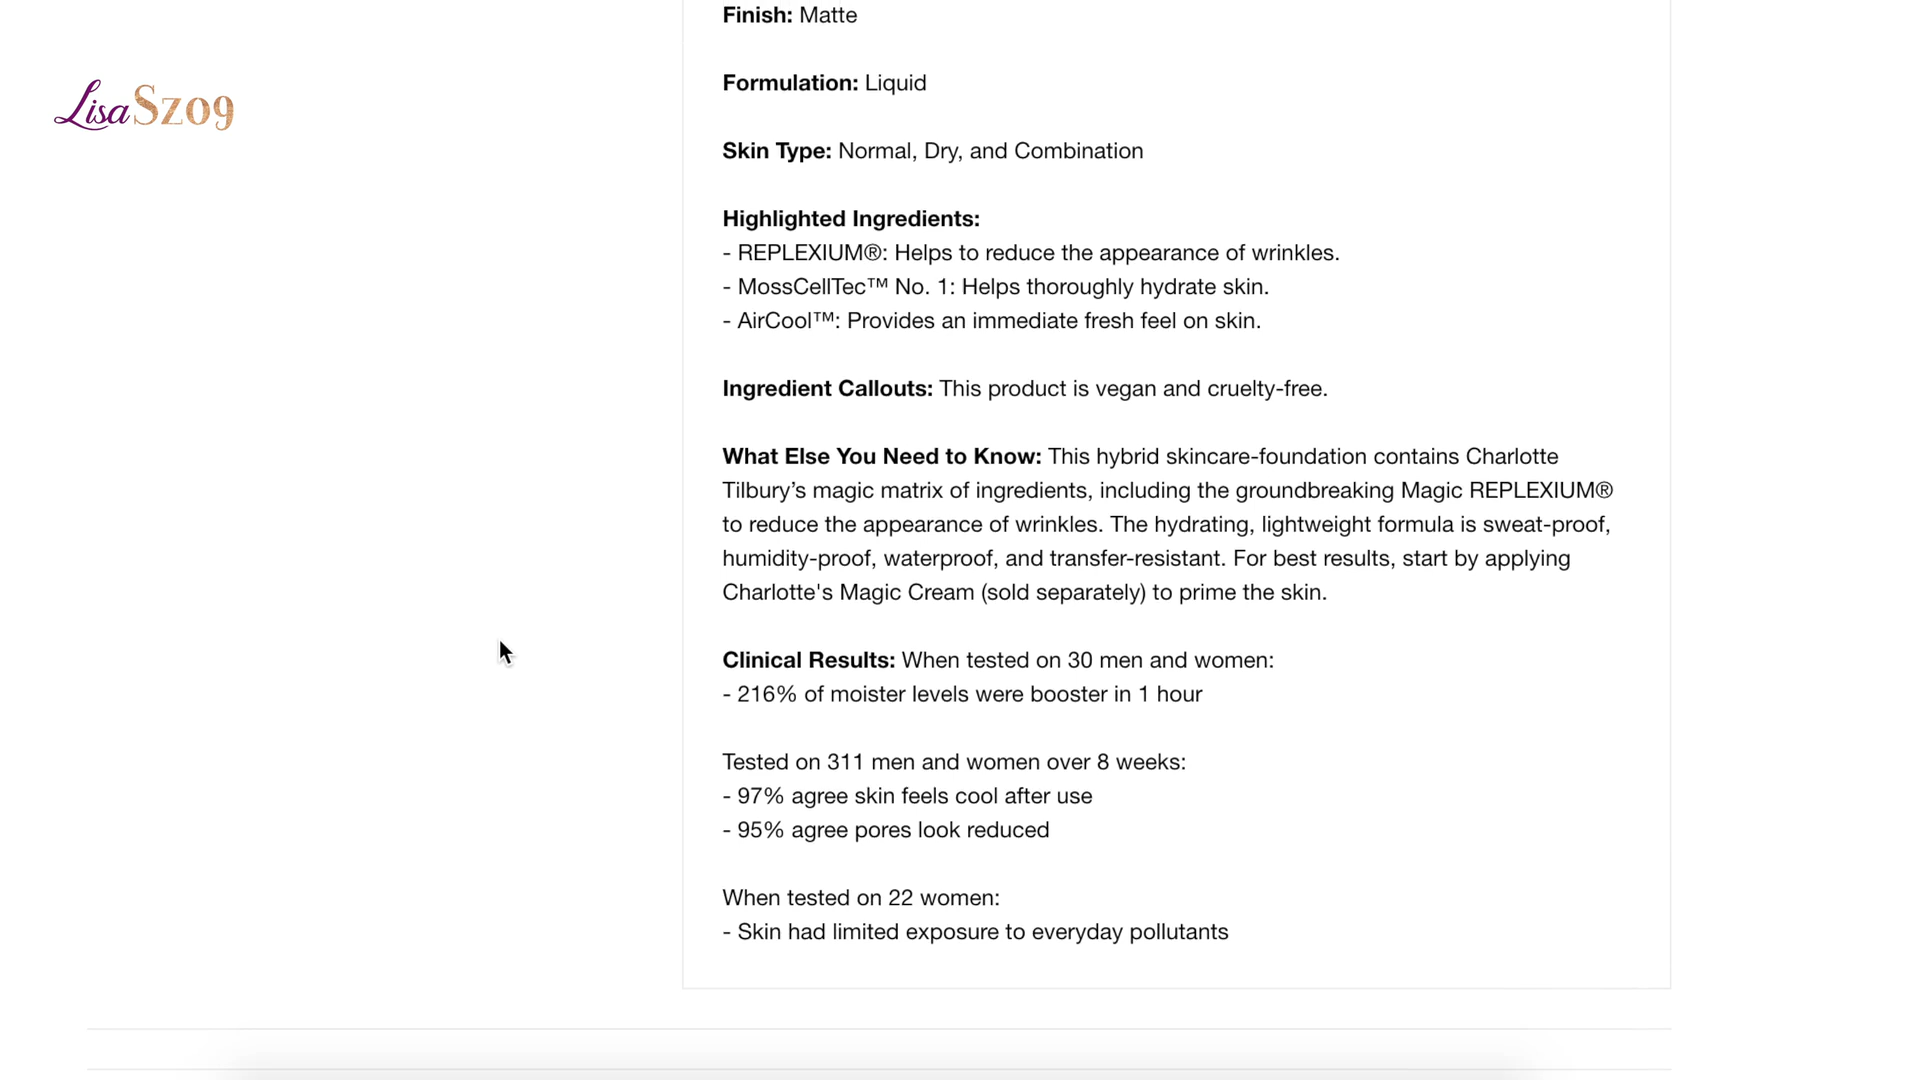 Finish: Matte
LisaSz09
Formulation: Liquid
Skin Type: Normal, Dry, and Combination
Highlighted Ingredients:
- REPLEXIUM®: Helps to reduce the appearance of wrinkles.
- MossCellTec™ No. 1: Helps thoroughly hydrate skin.
- AirCool™: Provides an immediate fresh feel on skin.
Ingredient Callouts: This product is vegan and cruelty-free.
What Else You Need to Know: This hybrid skincare-foundation contains Charlotte
Tilbury’s magic matrix of ingredients, including the groundbreaking Magic REPLEXIUM®
to reduce the appearance of wrinkles. The hydrating, lightweight formula is sweat-proof,
humidity-proof, waterproof, and transfer-resistant. For best results, start by applying
Charlotte's Magic Cream (sold separately) to prime the skin.
Clinical Results: When tested on 30 men and women:
- 216% of moister levels were booster in 1 hour
Tested on 311 men and women over 8 weeks:
- 97% agree skin feels cool after use
- 95% agree pores look reduced
When tested on 22 women:
- Skin had limited exposure to everyday pollutants